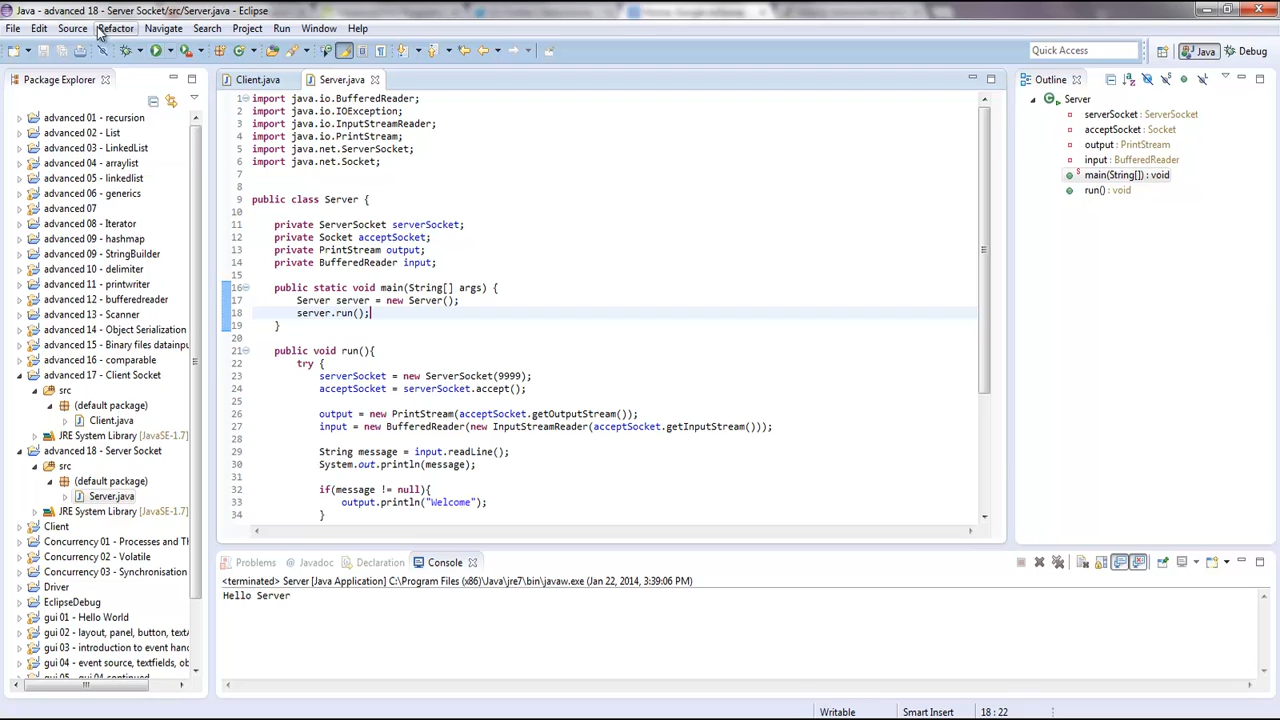 Java - advanced 18 - Server Socket/src/Server.java - Eclipse
File Edit Source Refactor Navigate Search Project Run Window Help
Quick Access
Java
Debug
Package Explorer
advanced 01 - recursion
advanced 02 - List
advanced 03 - LinkedList
advanced 04 - arraylist
advanced 05 - linkedlist
advanced 06 - generics
advanced 07
advanced 08 - Iterator
advanced 09 - hashmap
advanced 09 - StringBuilder
advanced 10 - delimiter
advanced 11 - printwriter
advanced 12 - bufferedreader
advanced 13 - Scanner
advanced 14 - Object Serialization
advanced 15 - Binary files datainpu
advanced 16 - comparable
advanced 17 - Client Socket
src
(default package)
Client.java
JRE System Library [JavaSE-1.7]
advanced 18 - Server Socket
src
(default package)
Server.java
JRE System Library [JavaSE-1.7]
Client
Concurrency 01 - Processes and Th
Concurrency 02 - Volatile
Concurrency 03 - Synchronisation
Driver
EclipseDebug
gui 01 - Hello World
gui 02 - layout, panel, button, text
gui 03 - introduction to event hand
gui 04 - event source, textfields, ob
gui 05 - gui 04 continued
Client.java
Server.java
1 import java.io.BufferedReader;
2 import java.io.IOException;
3 import java.io.InputStreamReader;
4 import java.io.PrintStream;
5 import java.net.ServerSocket;
6 import java.net.Socket;
7
8
9 public class Server {
10
11 private ServerSocket serverSocket;
12 private Socket acceptSocket;
13 private PrintStream output;
14 private BufferedReader input;
15
16 public static void main(String[] args) {
17 Server server = new Server();
18 server.run();
19 }
20
21 public void run(){
22 try {
23 serverSocket = new ServerSocket(9999);
24 acceptSocket = serverSocket.accept();
25
26 output = new PrintStream(acceptSocket.getOutputStream());
27 input = new BufferedReader(new InputStreamReader(acceptSocket.getInputStream()));
28
29 String message = input.readLine();
30 System.out.println(message);
31
32 if(message != null){
33 output.println("Welcome");
34 }
Outline
Server
serverSocket : ServerSocket
acceptSocket : Socket
output : PrintStream
input : BufferedReader
main(String[]) : void
run() : void
Problems
Javadoc
Declaration
Console
<terminated> Server [Java Application] C:\Program Files (x86)\Java\jre7\bin\javaw.exe (Jan 22, 2014, 3:39:06 PM)
Hello Server
Writable
Smart Insert
18 : 22